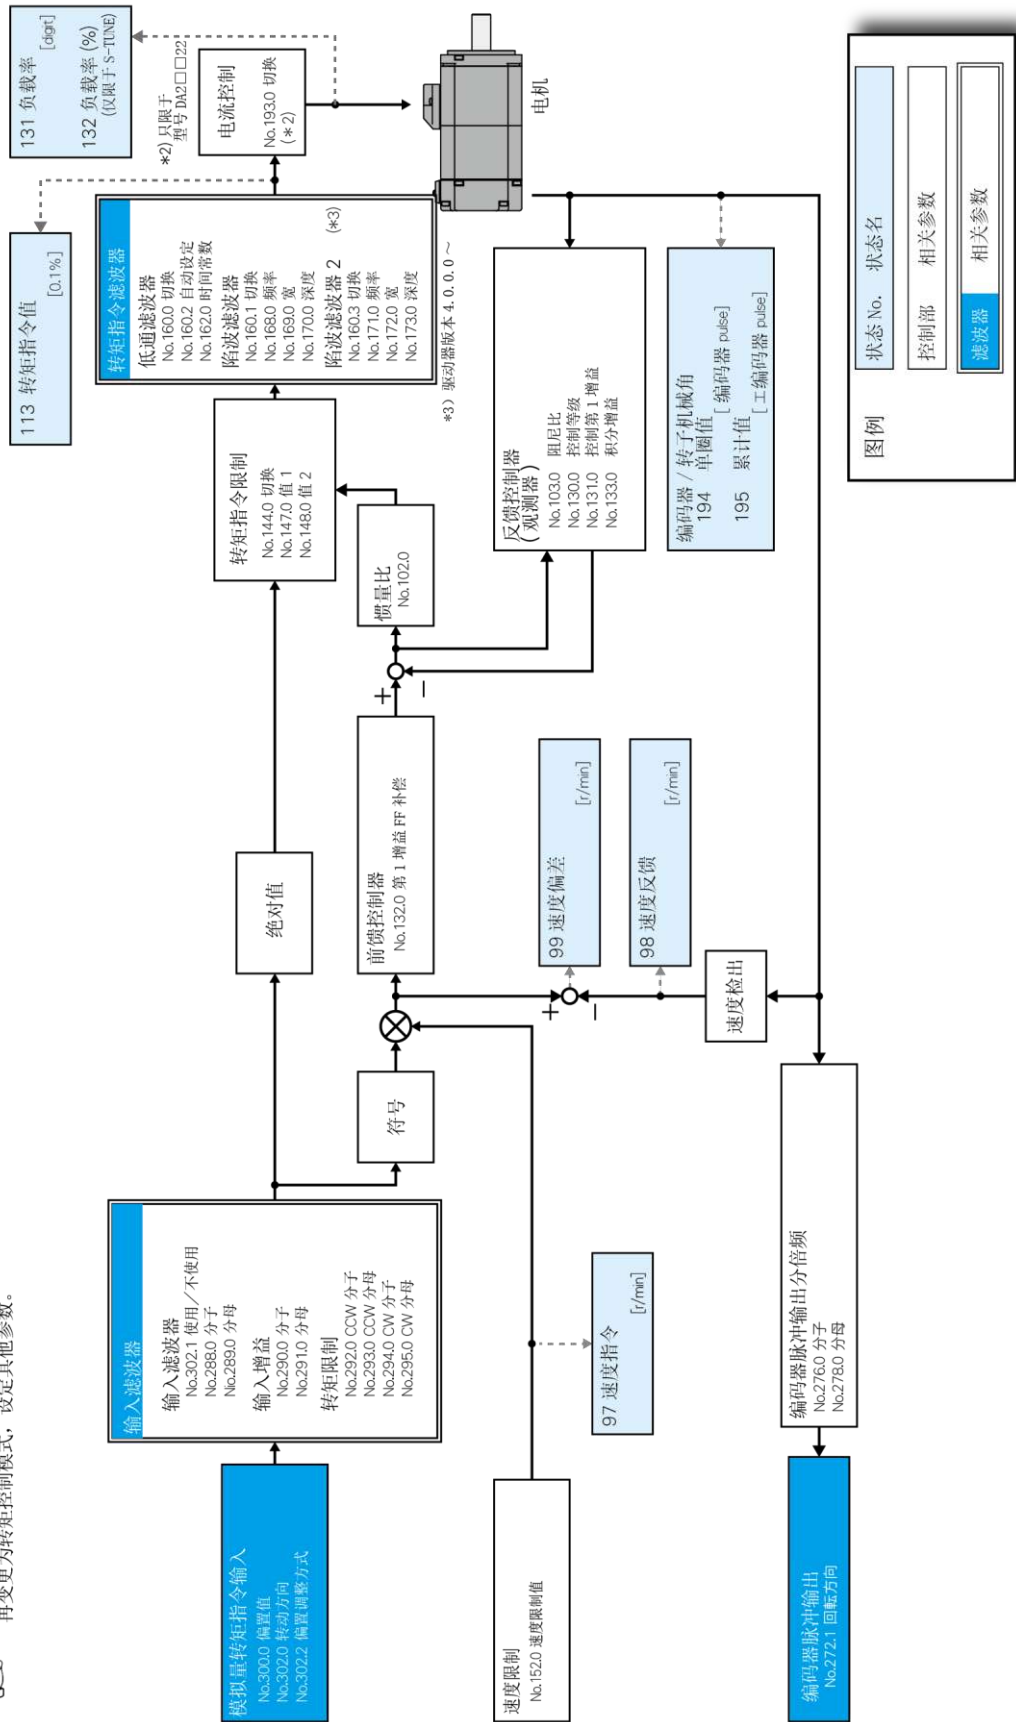 再变更为转矩控制模式，设定其他参数。
模拟量转矩指令输入
No.300.0 偏置值
No.302.0 转动方向
No.302.2 偏置调整方式
输入滤波器
输入滤波器
No.302.1 使用／不使用
No.288.0 分子
No.289.0 分母
输入增益
No.290.0 分子
No.291.0 分母
转矩限制
No.292.0 CCW 分子
No.293.0 CCW 分母
No.294.0 CW 分子
No.295.0 CW 分母
绝对值
符号
转矩指令限制
No.144.0 切换
No.147.0 值 1
No.148.0 值 2
113 转矩指令值
[0.1%]
转矩指令滤波器
低通滤波器
No.160.0 切换
No.160.2 自动设定
No.162.0 时间常数
陷波滤波器
No.160.1 切换
No.168.0 频率
No.169.0 宽
No.170.0 深度
陷波滤波器 2 (*3)
No.160.3 切换
No.171.0 频率
No.172.0 宽
No.173.0 深度
*3）驱动器版本 4. 0. 0. 0 ～
131 负载率
[digit]
132 负载率 (%)
(仅限于 S-TUNE)
*2) 只限于
型号 DA2□□22
电流控制
No.193.0 切换
(＊2)
电机
前馈控制器
No.132.0 第 1 增益 FF 补偿
+
−
惯量比
No.102.0
反馈控制器
(观测器)
No.103.0 阻尼比
No.130.0 控制等级
No.131.0 控制第 1 增益
No.133.0 积分增益
速度限制
No.152.0 速度限制值
97 速度指令
[r/min]
+
−
99 速度偏差
[r/min]
98 速度反馈
[r/min]
速度检出
编码器 / 转子机械角
194 单圈值
[ 编码器 pulse]
195 累计值
[ 工编码器 pulse]
编码器脉冲输出
No.272.1 回転方向
编码器脉冲输出分倍频
No.276.0 分子
No.278.0 分母
图例
状态 No. 状态名
控制部 相关参数
滤波器 相关参数